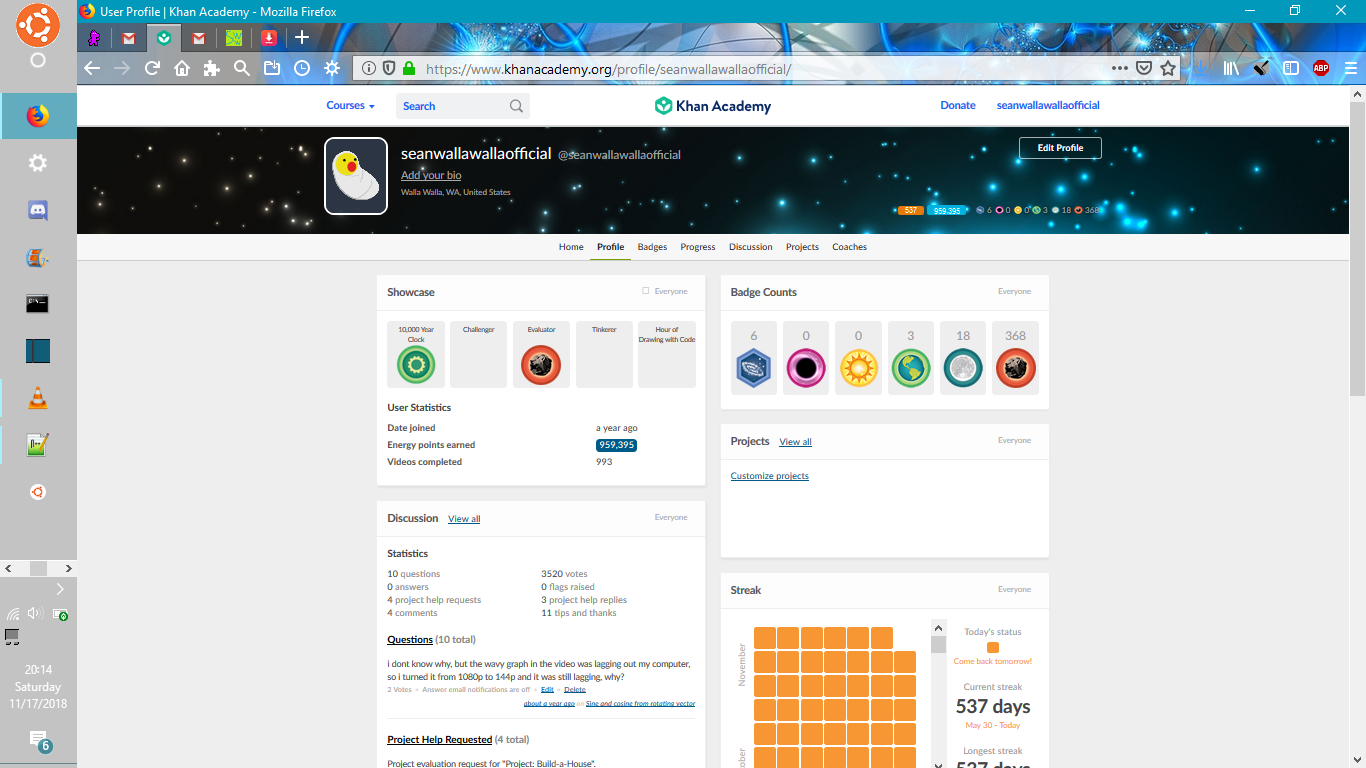 User Profile | Khan Academy - Mozilla Firefox
https://www.khanacademy.org/profile/seanwallawallaofficial/
ABP
Courses
Search
Khan Academy
Donate
seanwallawallaofficial
seanwallawallaofficial @seanwallawallaofficial
Add your bio
Walla Walla, WA, United States
Edit Profile
537 959,395 6 0 0 3 18 368
Home Profile Badges Progress Discussion Projects Coaches
Showcase
Everyone
10,000 Year
Clock
Challenger
Evaluator
Tinkerer
Hour of
Drawing with Code
User Statistics
Date joined a year ago
Energy points earned 959,395
Videos completed 993
Badge Counts
Everyone
6 0 0 3 18 368
Projects View all
Everyone
Customize projects
Discussion View all
Everyone
Statistics
10 questions 3520 votes
0 answers 0 flags raised
4 project help requests 3 project help replies
4 comments 11 tips and thanks
Questions (10 total)
i dont know why, but the wavy graph in the video was lagging out my computer,
so i turned it from 1080p to 144p and it was still lagging, why?
2 Votes • Answer email notifications are off • Edit • Delete
about a year ago on Sine and cosine from rotating vector
Project Help Requested (4 total)
Project evaluation request for "Project: Build-a-House".
Streak
Everyone
November
Today's status
Come back tomorrow!
Current streak
537 days
May 30 - Today
Longest streak
537 days
20:14
Saturday
11/17/2018
6